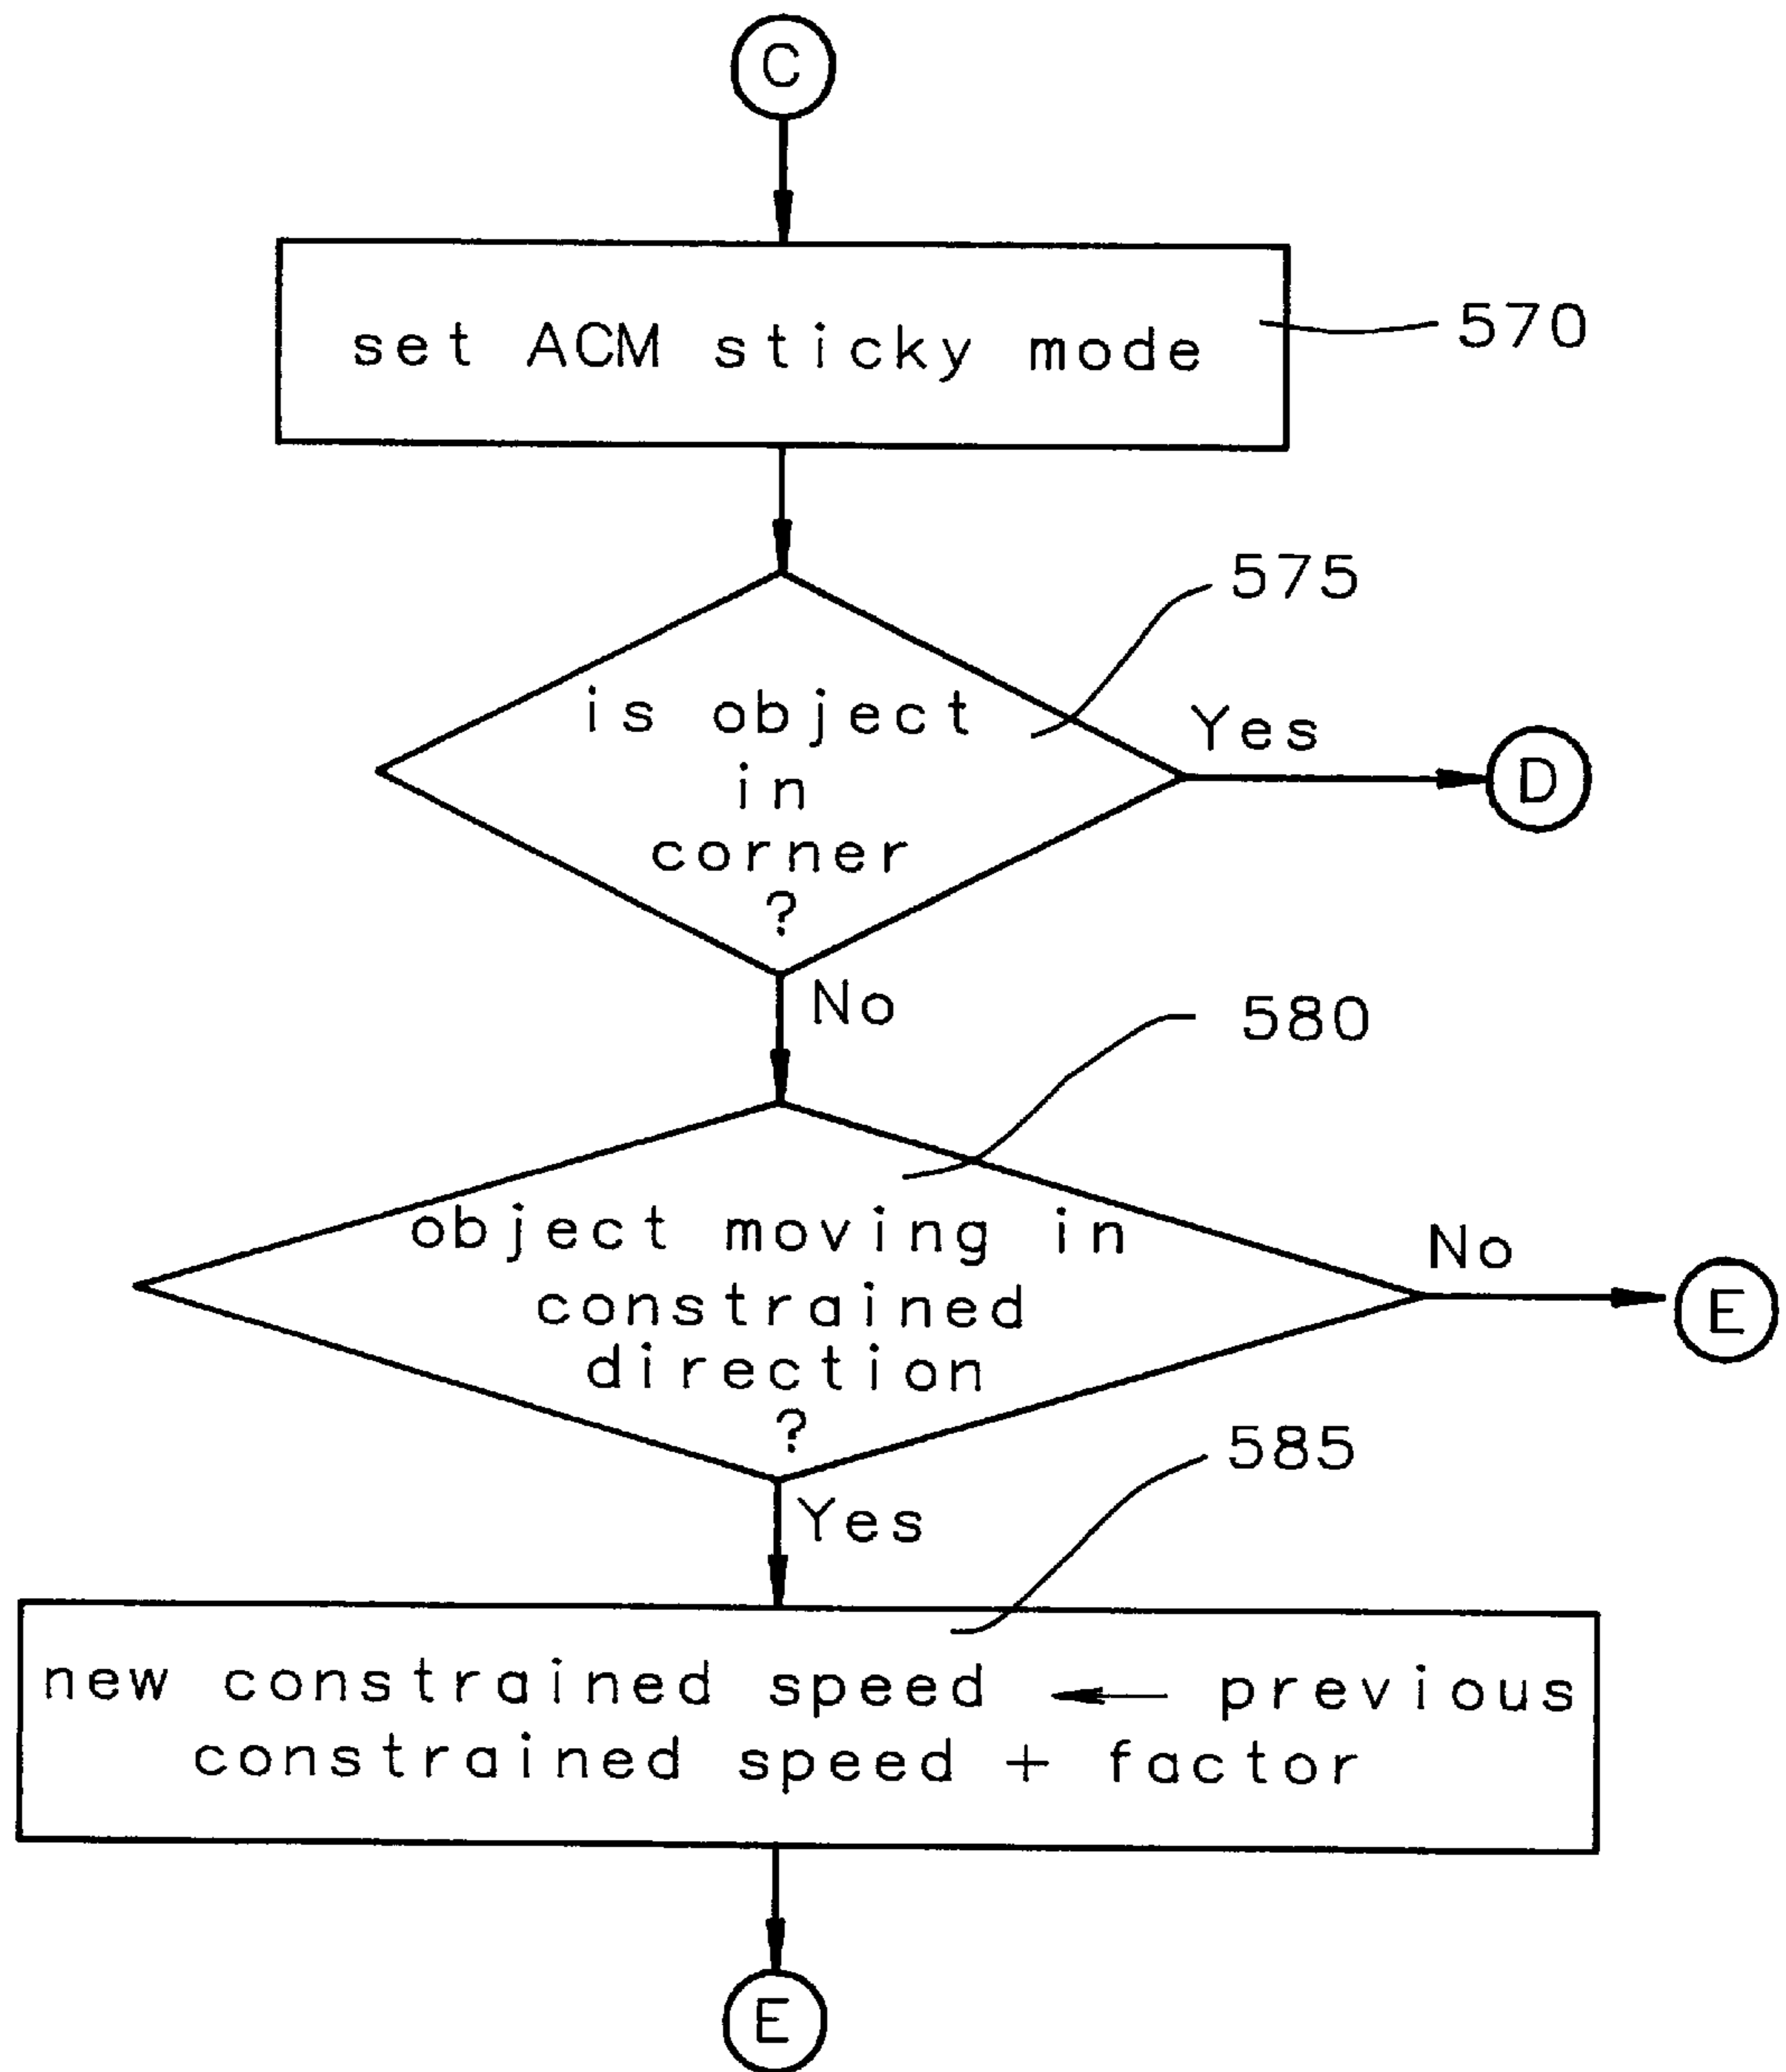 C
set ACM sticky mode
570
575
is object
in
corner
?
Yes
D
No
580
object moving in
constrained
direction
?
No
E
Yes
585
new constrained speed ← previous
constrained speed + factor
E